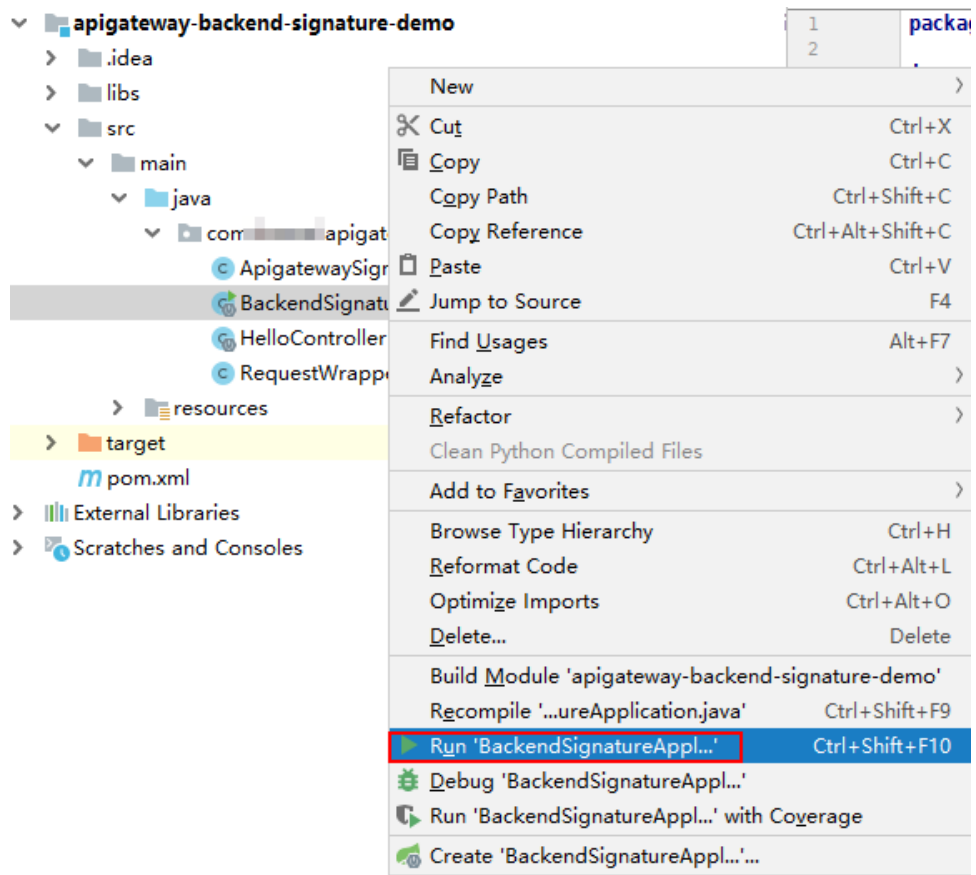 apigateway-backend-signature-demo
.idea
libs
src
main
java
com apigat
ApigatewaySigr
BackendSignatu
HelloController
RequestWrappe
resources
target
pom.xml
External Libraries
Scratches and Consoles
1 packag
2
New
Cut Ctrl+X
Copy Ctrl+C
Copy Path Ctrl+Shift+C
Copy Reference Ctrl+Alt+Shift+C
Paste Ctrl+V
Jump to Source F4
Find Usages Alt+F7
Analyze
Refactor
Clean Python Compiled Files
Add to Favorites
Browse Type Hierarchy Ctrl+H
Reformat Code Ctrl+Alt+L
Optimize Imports Ctrl+Alt+O
Delete... Delete
Build Module 'apigateway-backend-signature-demo'
Recompile '...ureApplication.java' Ctrl+Shift+F9
Run 'BackendSignatureAppl...' Ctrl+Shift+F10
Debug 'BackendSignatureAppl...'
Run 'BackendSignatureAppl...' with Coverage
Create 'BackendSignatureAppl...'...